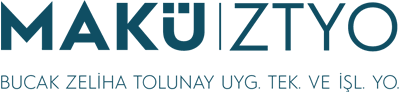 MAKÜ|ZTYO
BUCAK ZELİHA TOLUNAY UYG. TEK. VE İŞL. YO.